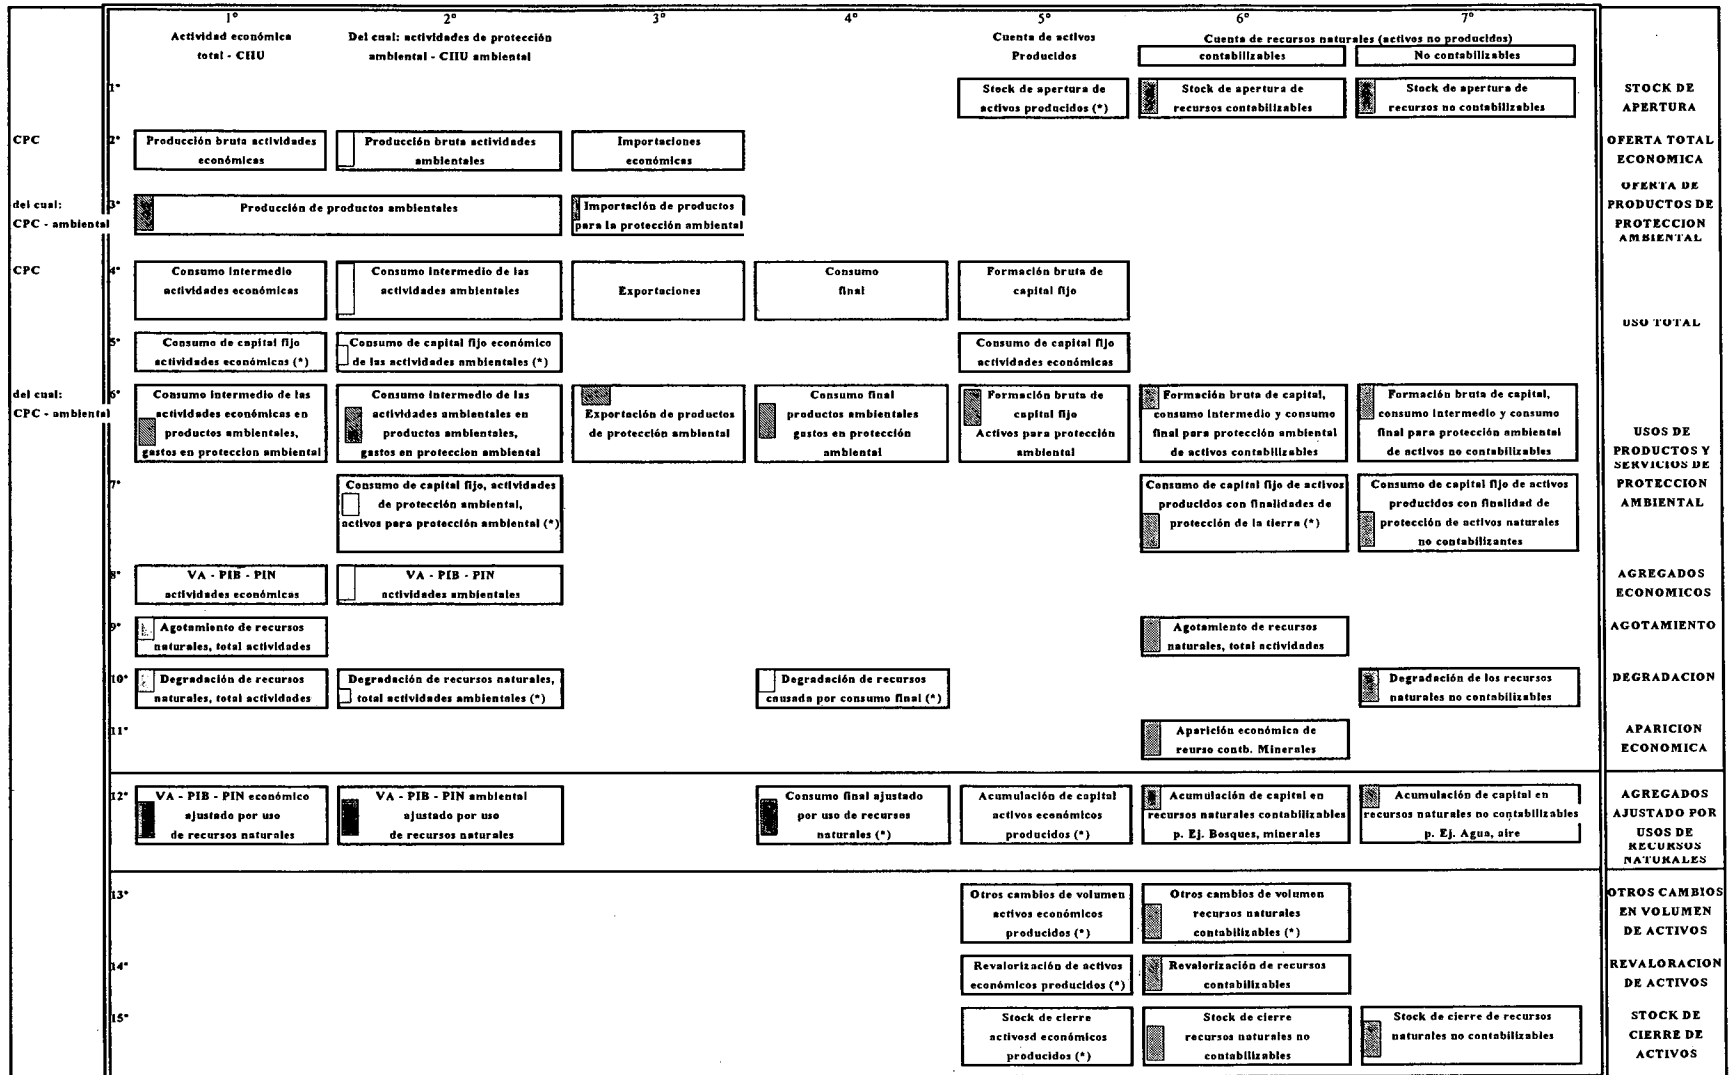 1°
2°
3°
4°
5°
6°
7°
Actividad económica
total - CIIU
Del cual: actividades de protección
ambiental - CIIU ambiental
Cuenta de activos
Producidos
Cuenta de recursos naturales (activos no producidos)
contabilizables
No contabilizables
1°
Stock de apertura de
activos producidos (*)
Stock de apertura de
recursos contabilizables
Stock de apertura de
recursos no contabilizables
STOCK DE
APERTURA
CPC
2°
Producción bruta actividades
económicas
Producción bruta actividades
ambientales
Importaciones
económicas
OFERTA TOTAL
ECONOMICA
del cual:
CPC - ambiental
3°
Producción de productos ambientales
Importación de productos
para la protección ambiental
OFERTA DE
PRODUCTOS DE
PROTECCION
AMBIENTAL
CPC
4°
Consumo intermedio
actividades económicas
Consumo intermedio de las
actividades ambientales
Exportaciones
Consumo
final
Formación bruta de
capital fijo
USO TOTAL
5°
Consumo de capital fijo
actividades económicas (*)
Consumo de capital fijo económico
de las actividades ambientales (*)
Consumo de capital fijo
actividades económicas
del cual:
CPC - ambiental
6°
Consumo intermedio de las
actividades económicas en
productos ambientales,
gastos en proteccion ambiental
Consumo intermedio de las
actividades ambientales en
productos ambientales,
gastos en proteccion ambiental
Exportación de productos
de protección ambiental
Consumo final
productos ambientales
gastos en protección
ambiental
Formación bruta de
capital fijo
Activos para protección
ambiental
Formación bruta de capital,
consumo intermedio y consumo
final para protección ambiental
de activos contabilizables
Formación bruta de capital,
consumo intermedio y consumo
final para protección ambiental
de activos no contabilizables
USOS DE
PRODUCTOS Y
SERVICIOS DE
PROTECCION
AMBIENTAL
7°
Consumo de capital fijo, actividades
de protección ambiental,
activos para protección ambiental (*)
Consumo de capital fijo de activos
producidos con finalidades de
protección de la tierra (*)
Consumo de capital fijo de activos
producidos con finalidad de
protección de activos naturales
no contabilizantes
8°
VA - PIB - PIN
actividades económicas
VA - PIB - PIN
actividades ambientales
AGREGADOS
ECONOMICOS
9°
Agotamiento de recursos
naturales, total actividades
Agotamiento de recursos
naturales, total actividades
AGOTAMIENTO
10°
Degradación de recursos
naturales, total actividades
Degradación de recursos naturales,
total actividades ambientales (*)
Degradación de recursos
causada por consumo final (*)
Degradación de los recursos
naturales no contabilizables
DEGRADACION
11°
Aparición económica de
reurso contb. Minerales
APARICION
ECONOMICA
12°
VA - PIB - PIN económico
ajustado por uso
de recursos naturales
VA - PIB - PIN ambiental
ajustado por uso
de recursos naturales
Consumo final ajustado
por uso de recursos
naturales (*)
Acumulación de capital
activos económicos
producidos (*)
Acumulación de capital en
recursos naturales contabilizables
p. Ej. Bosques, minerales
Acumulación de capital en
recursos naturales no contabilizables
p. Ej. Agua, aire
AGREGADOS
AJUSTADO POR
USOS DE
RECURSOS
NATURALES
13°
Otros cambios de volumen
activos económicos
producidos (*)
Otros cambios de volumen
recursos naturales
contabilizables (*)
OTROS CAMBIOS
EN VOLUMEN
DE ACTIVOS
14°
Revalorización de activos
económicos producidos (*)
Revalorización de recursos
contabilizables
REVALORACION
DE ACTIVOS
15°
Stock de cierre
activosd económicos
producidos (*)
Stock de cierre
recursos naturales no
contabilizables
Stock de cierre de recursos
naturales no contabilizables
STOCK DE
CIERRE DE
ACTIVOS